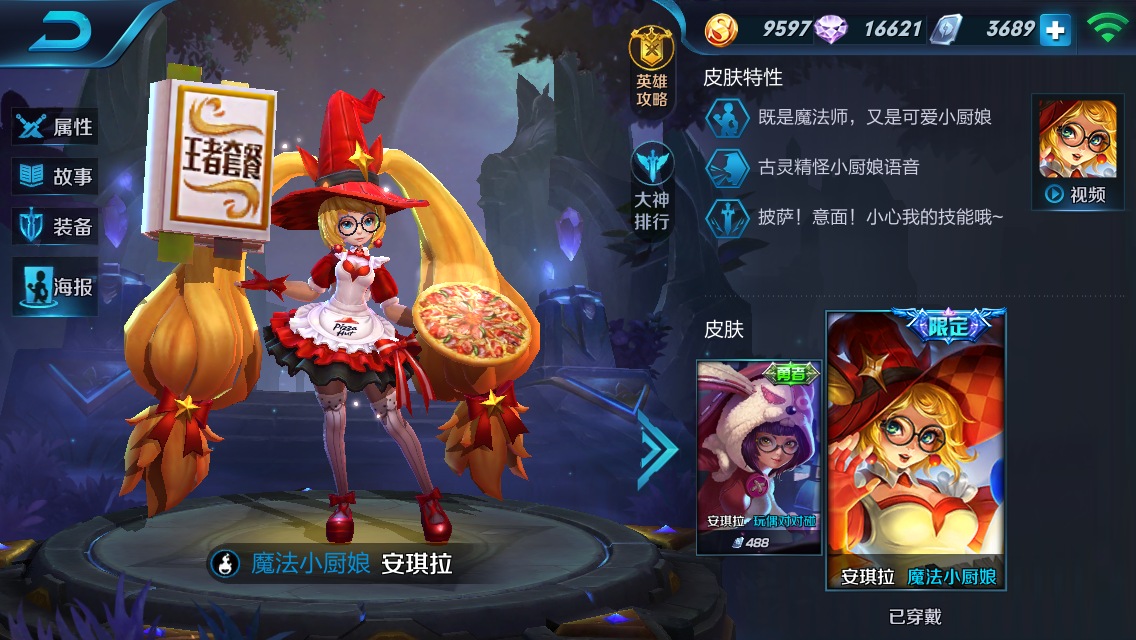 9597
16621
3689
属性
故事
装备
海报
王者套餐
Pizza
Hut
英雄
攻略
大神
排行
皮肤特性
既是魔法师，又是可爱小厨娘
古灵精怪小厨娘语音
披萨！意面！小心我的技能哦~
视频
皮肤
勇者
安琪拉 玩偶对对碰
488
限定
安琪拉 魔法小厨娘
已穿戴
魔法小厨娘 安琪拉